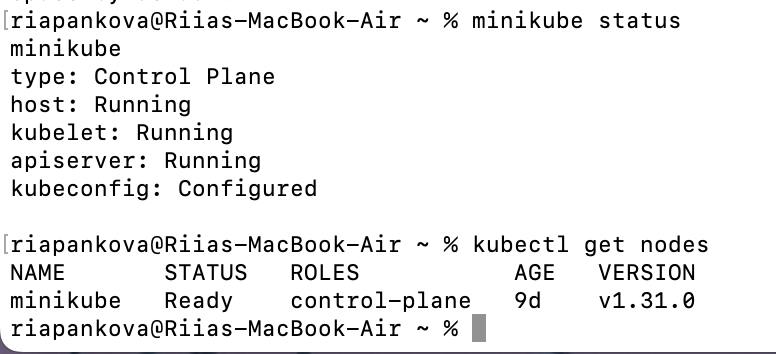 [riapankova@Riias-MacBook-Air ~ % minikube status
minikube
type: Control Plane
host: Running
kubelet: Running
apiserver: Running
kubeconfig: Configured
[riapankova@Riias-MacBook-Air ~ % kubectl get nodes
NAME       STATUS   ROLES           AGE   VERSION
minikube   Ready    control-plane   9d    v1.31.0
riapankova@Riias-MacBook-Air ~ %